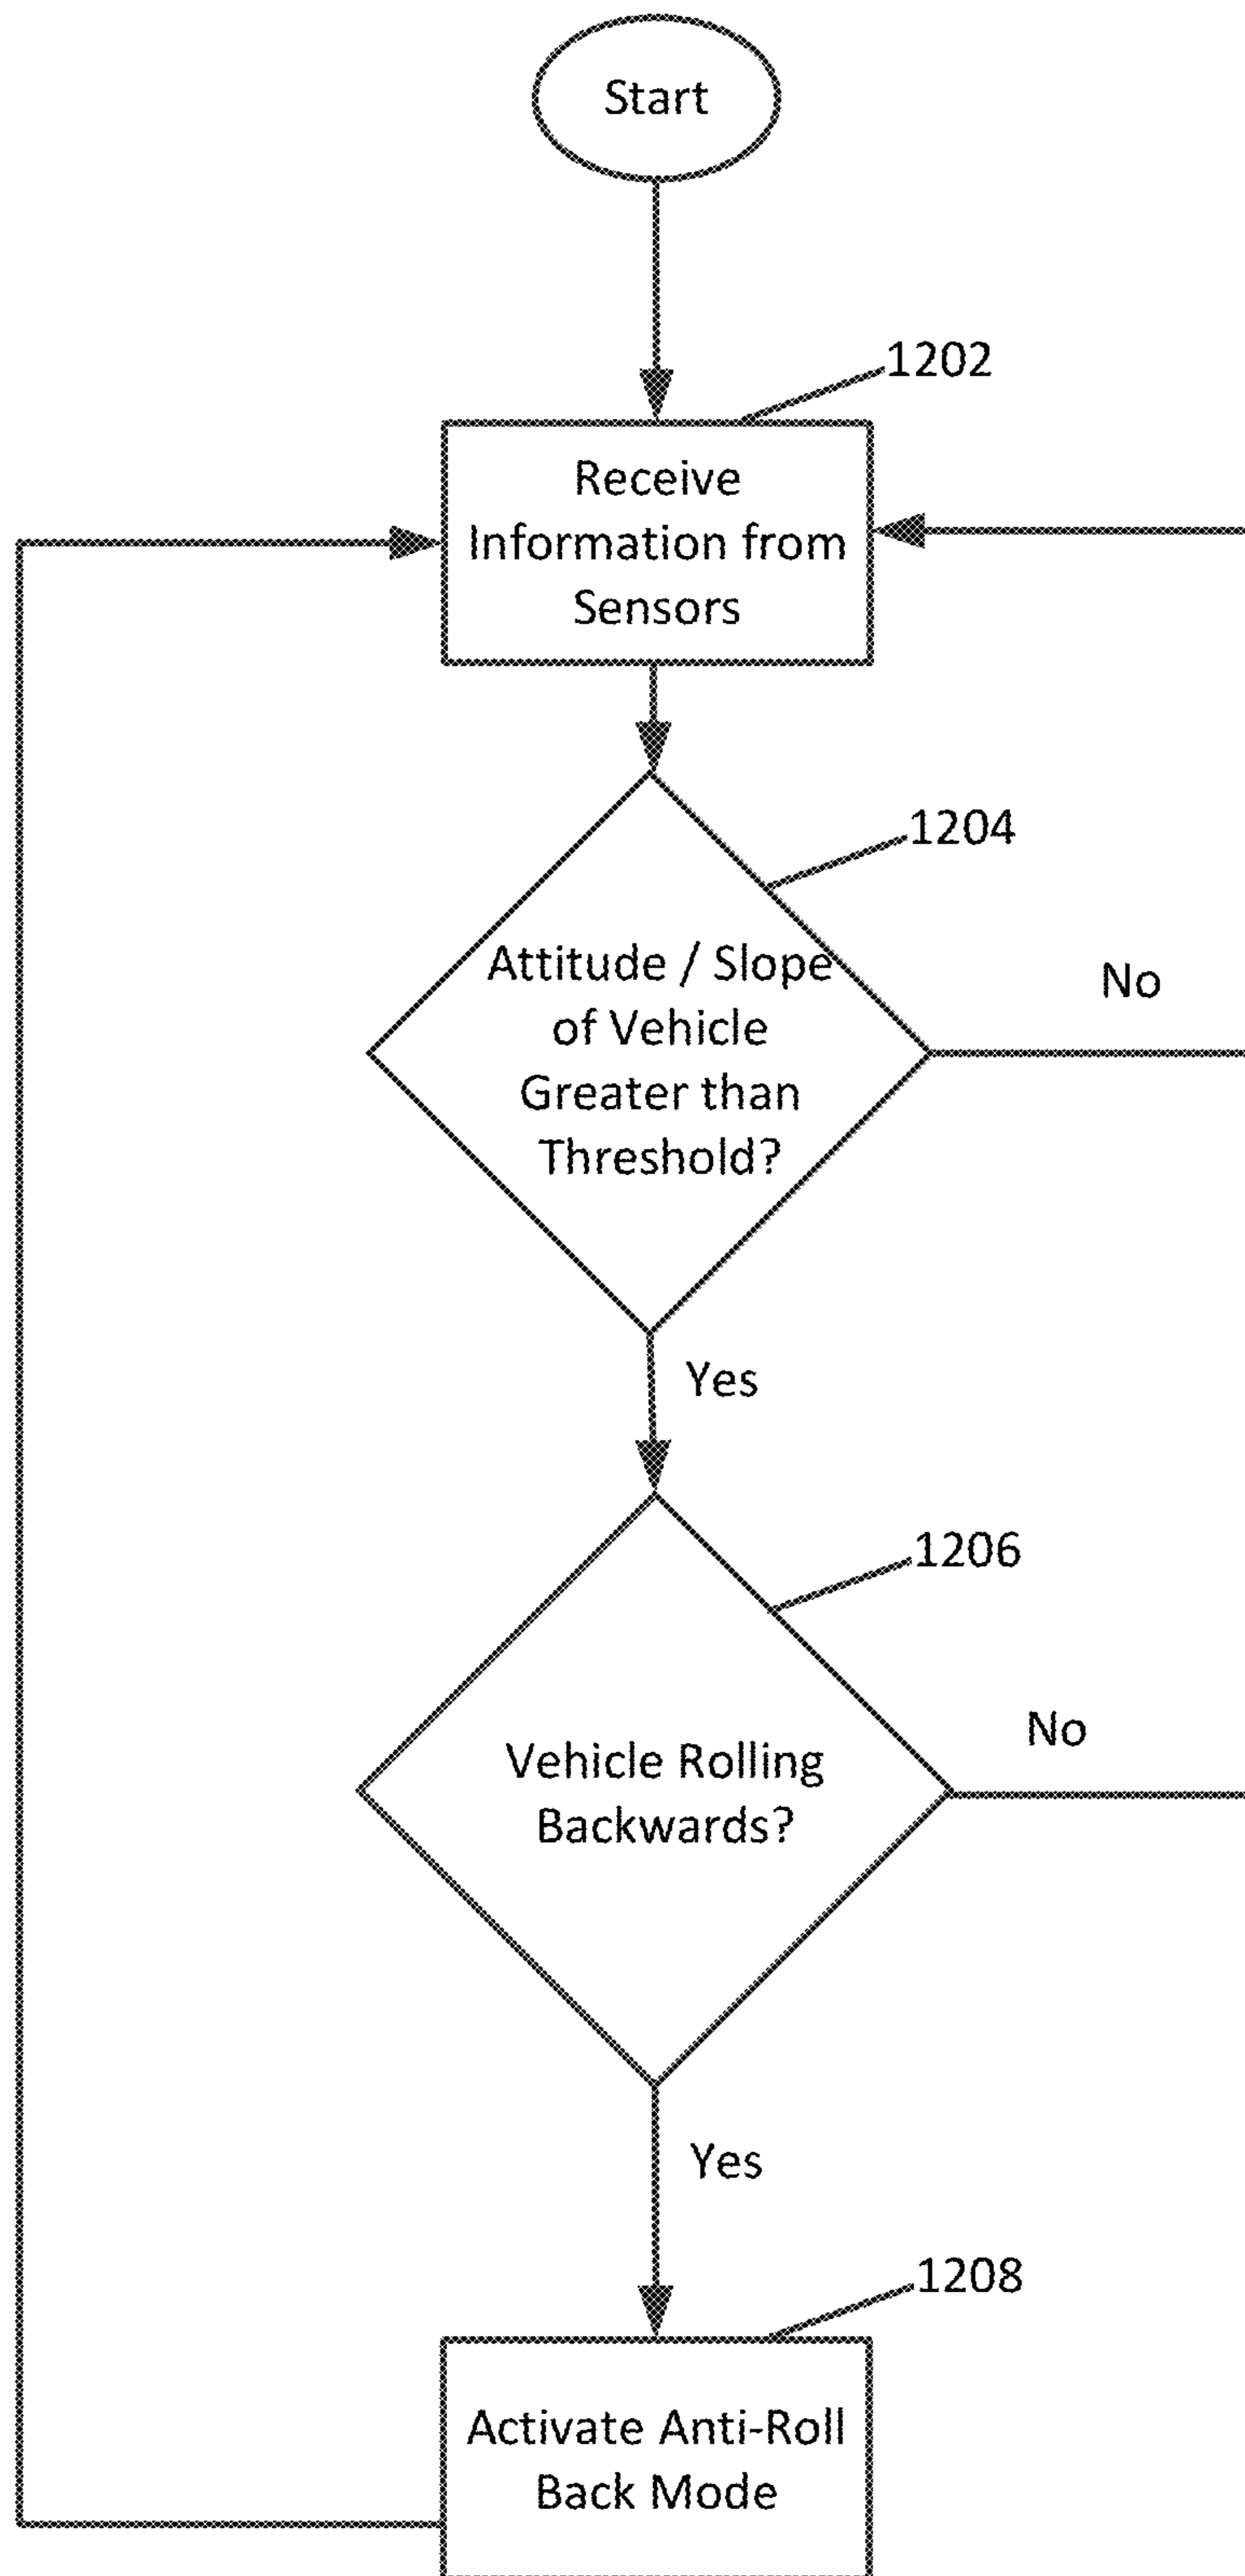 Start
1202
Receive
Information from
Sensors
1204
Attitude / Slope
of Vehicle
Greater than
Threshold?
No
Yes
1206
Vehicle Rolling
Backwards?
No
Yes
1208
Activate Anti-Roll
Back Mode